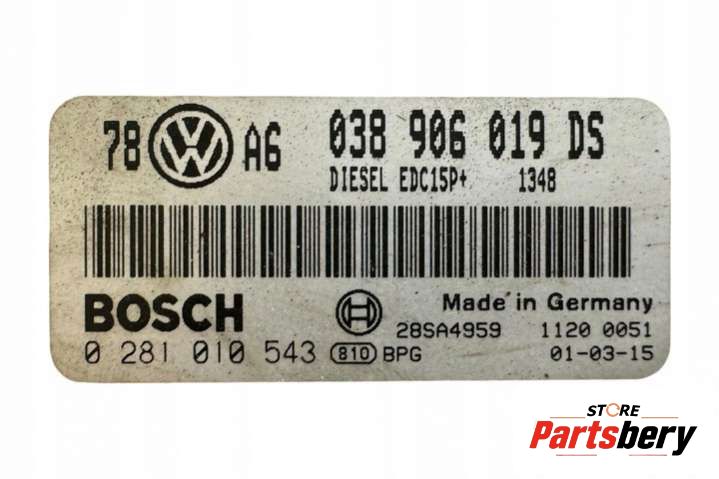 78 VW A6 038 906 019 DS
DIESEL EDC15P+ 1348
BOSCH Made in Germany
28SA4959 1120 0051
0 281 010 543 810 BPG 01-03-15
STORE
Partsbery